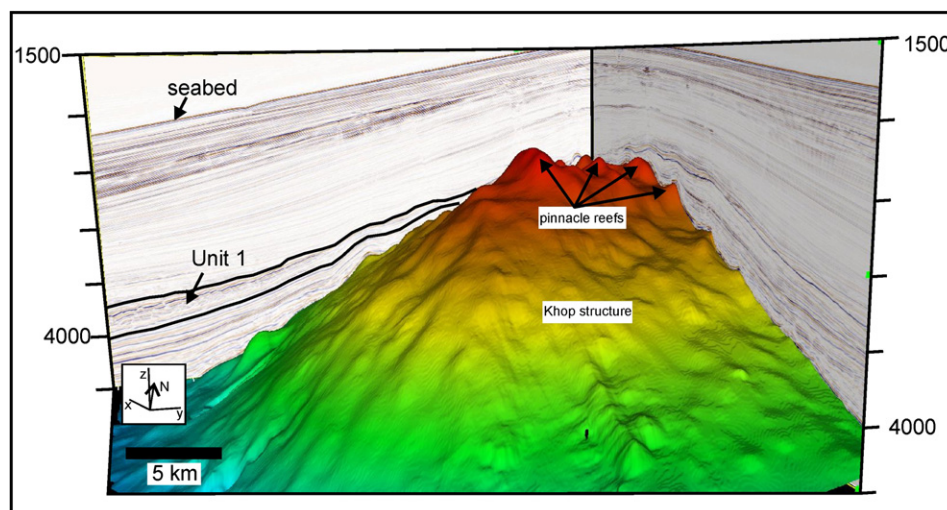 1500
1500
seabed
pinnacle reefs
Unit 1
Khop structure
4000
z
N
x
y
4000
5 km